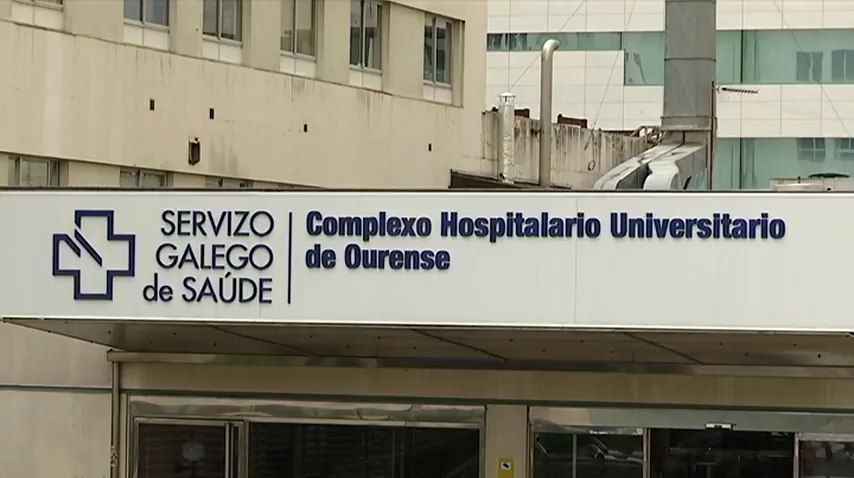 SERVIZO
GALEGO
de SAÚDE
Complexo Hospitalario Universitario
de Ourense